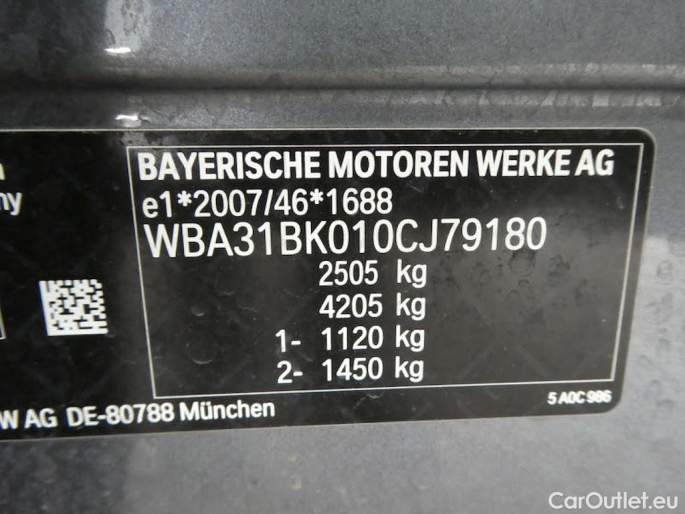 BAYERISCHE MOTOREN WERKE AG
e1*2007/46*1688
WBA31BK010CJ79180
2505 kg
4205 kg
1- 1120 kg
2- 1450 kg
W AG DE-80788 München
5 A0C 986
CarOutlet.eu